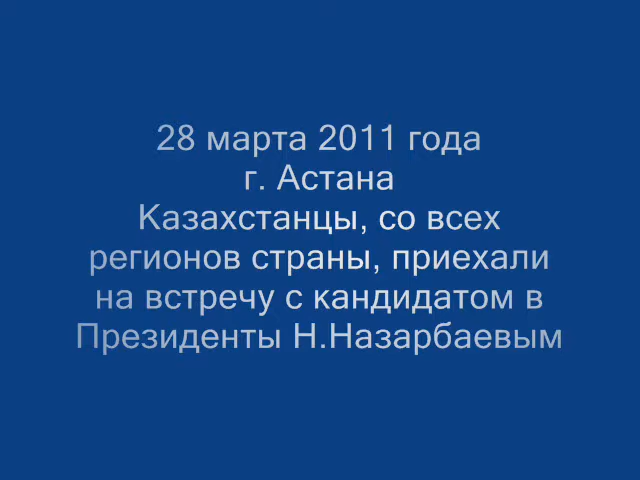 28 марта 2011 года
г. Астана
Казахстанцы, со всех
регионов страны, приехали
на встречу с кандидатом в
Президенты Н.Назарбаевым